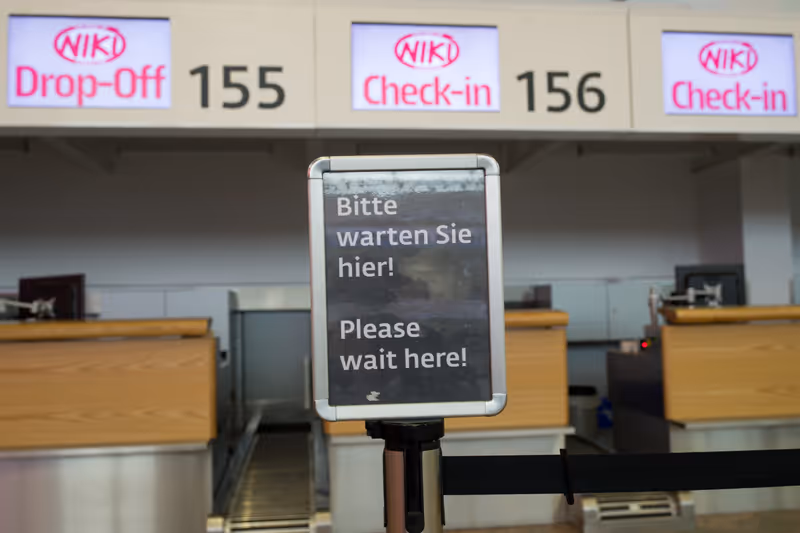 NIKI
Drop-Off
155
NIKI
Check-in
156
NIKI
Check-in
Bitte
warten Sie
hier!
Please
wait here!